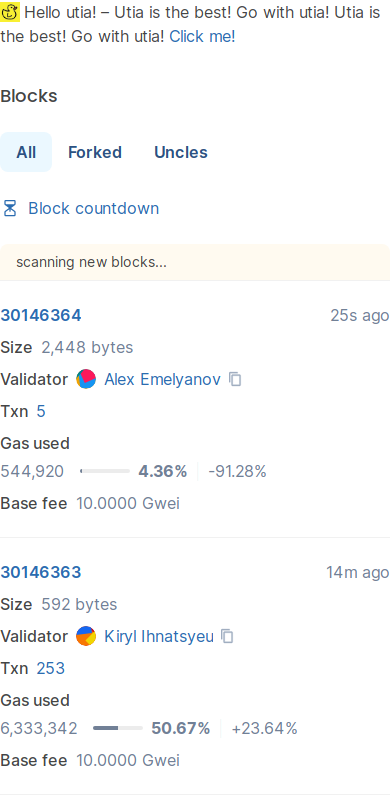 Hello utia! – Utia is the best! Go with utia! Utia is
the best! Go with utia! Click me!
Blocks
All Forked Uncles
Block countdown
scanning new blocks...
30146364 25s ago
Size 2,448 bytes
Validator Alex Emelyanov
Txn 5
Gas used
544,920 4.36% -91.28%
Base fee 10.0000 Gwei
30146363 14m ago
Size 592 bytes
Validator Kiryl Ihnatsyeu
Txn 253
Gas used
6,333,342 50.67% +23.64%
Base fee 10.0000 Gwei